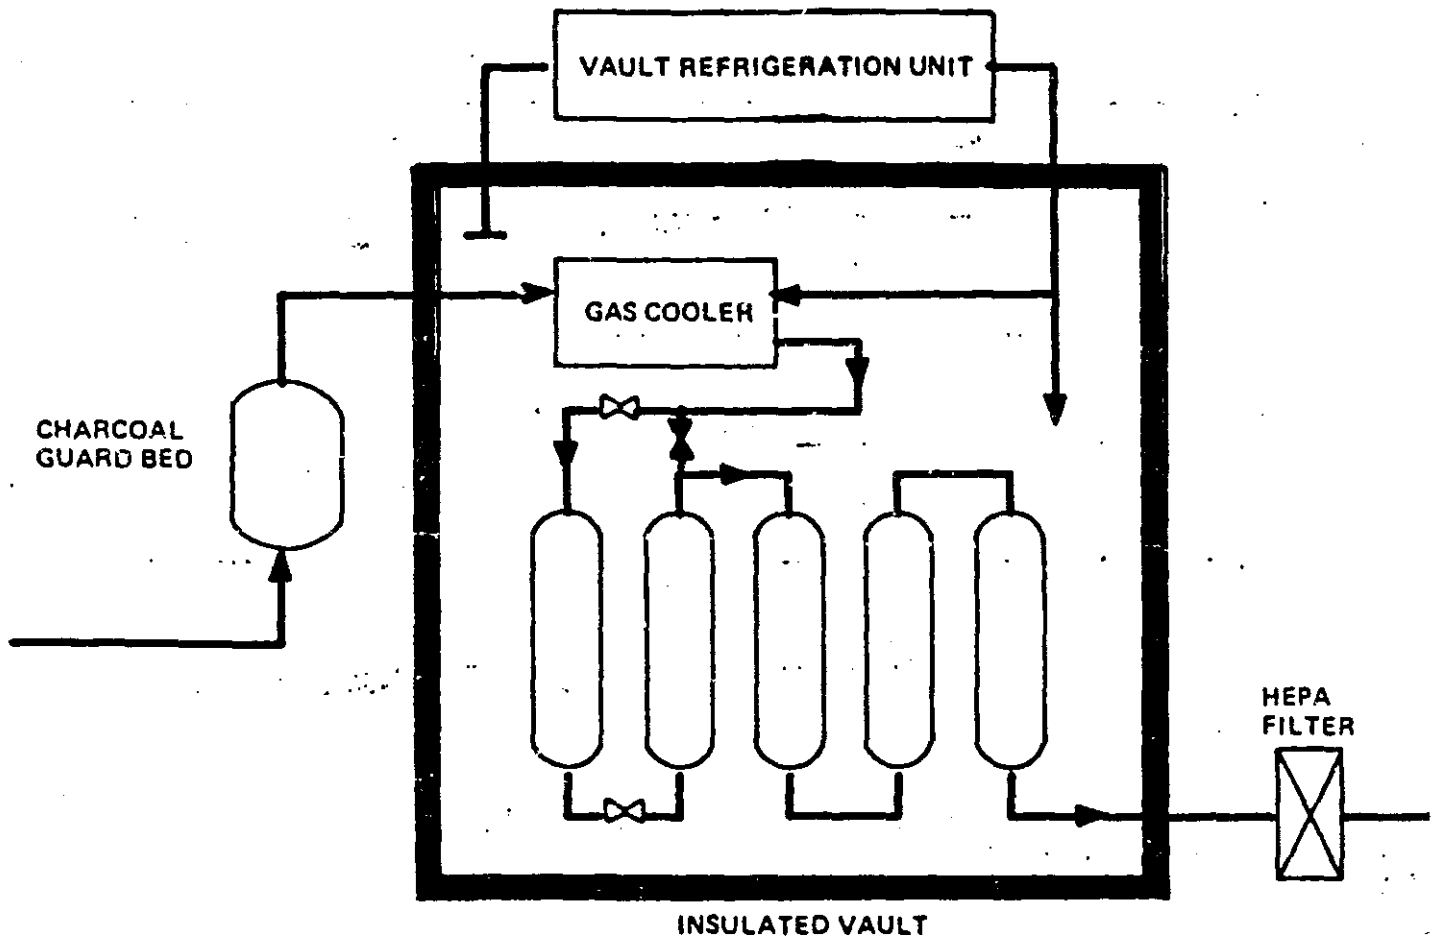 VAULT REFRIGERATION UNIT
GAS COOLER
CHARCOAL
GUARD BED
HEPA
FILTER
INSULATED VAULT